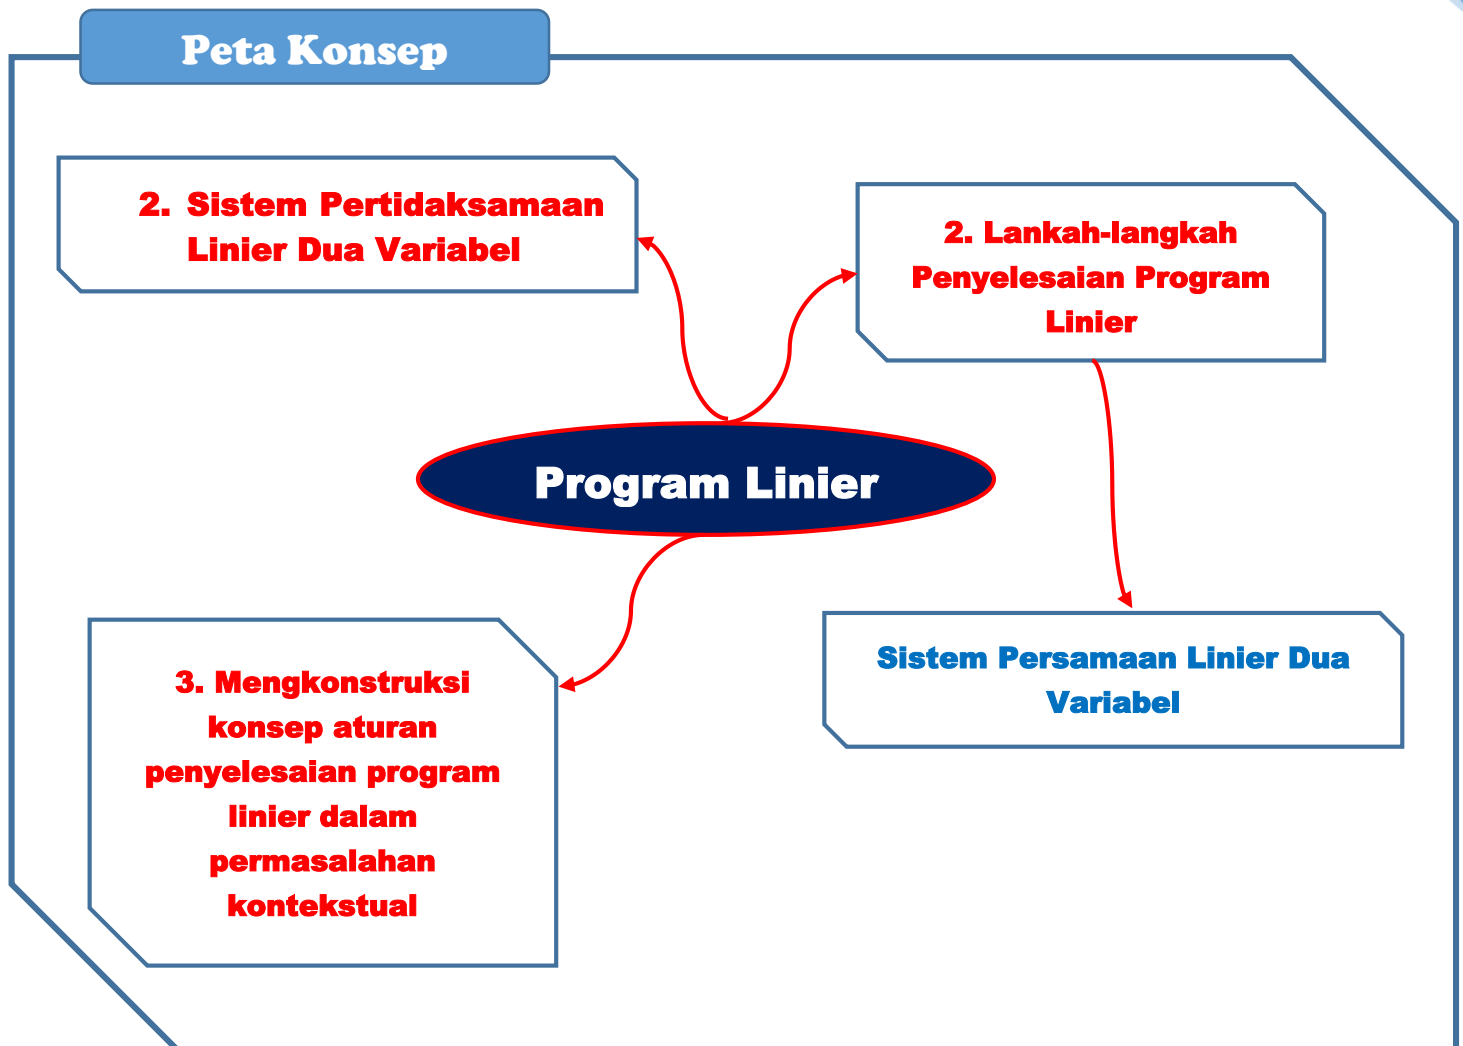 Peta Konsep
2. Sistem Pertidaksamaan
Linier Dua Variabel
2. Lankah-langkah
Penyelesaian Program
Linier
Program Linier
3. Mengkonstruksi
konsep aturan
penyelesaian program
linier dalam
permasalahan
kontekstual
Sistem Persamaan Linier Dua
Variabel